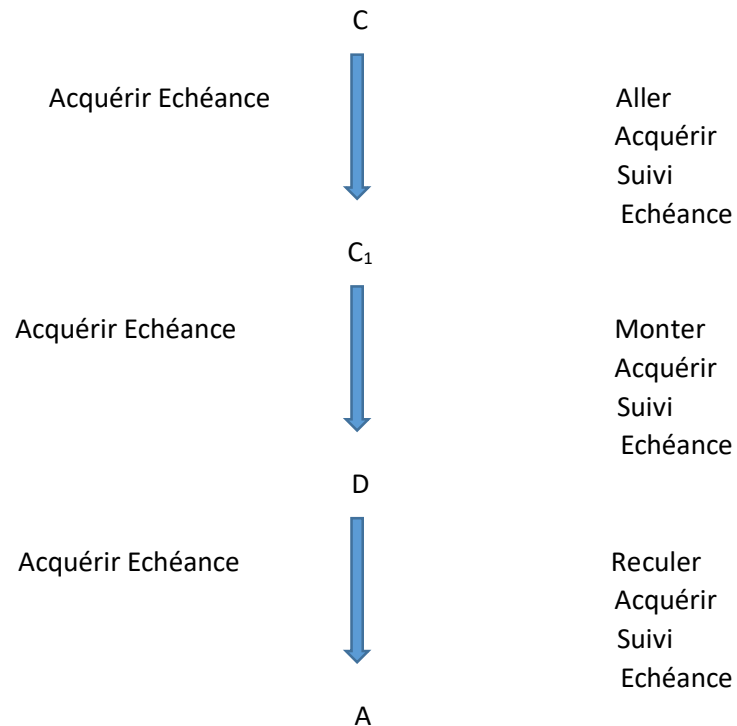 C
Acquérir Echéance
Aller
Acquérir
Suivi
Echéance
C₁
Acquérir Echéance
Monter
Acquérir
Suivi
Echéance
D
Acquérir Echéance
Reculer
Acquérir
Suivi
Echéance
A